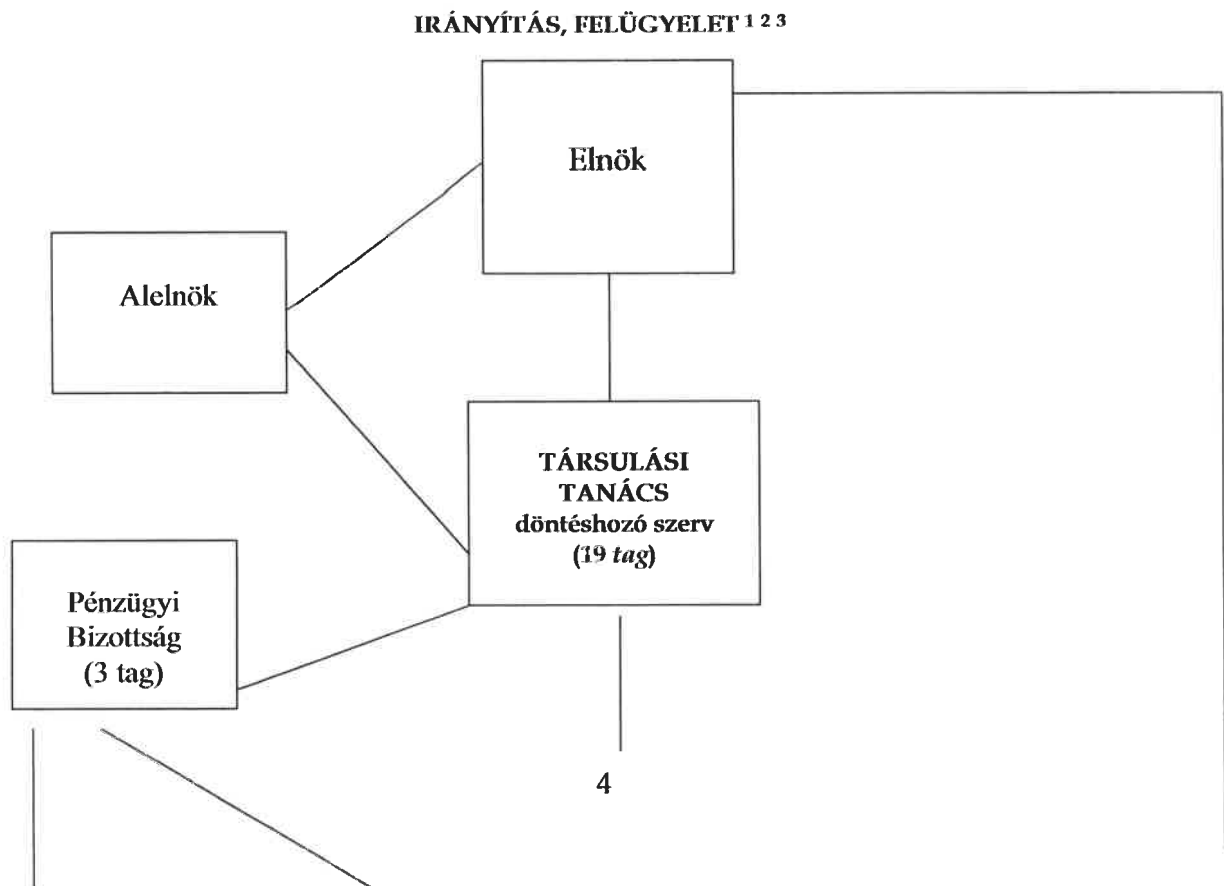 IRÁNYÍTÁS, FELÜGYELET 1 2 3
Elnök
Alelnök
TÁRSULÁSI
TANÁCS
döntéshozó szerv
(19 tag)
Pénzügyi
Bizottság
(3 tag)
4